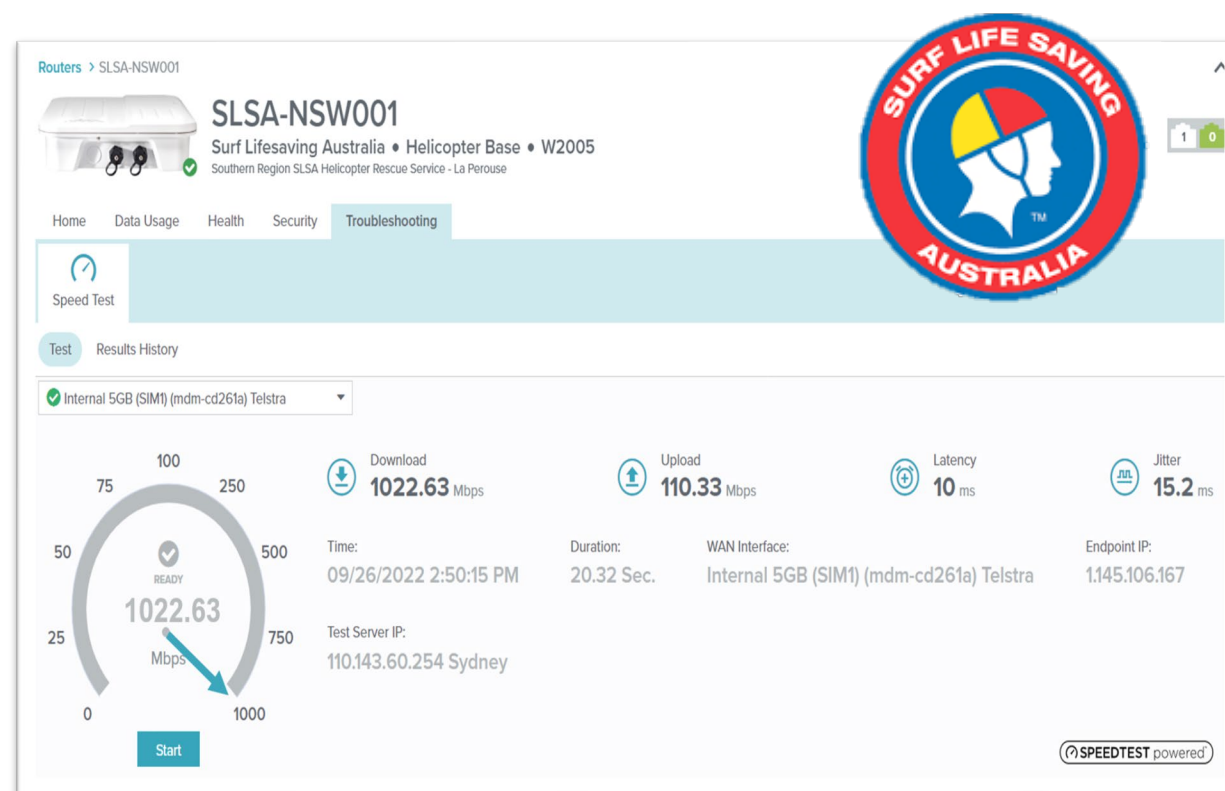 Routers > SLSA-NSW001
SLSA-NSW001
Surf Lifesaving Australia • Helicopter Base • W2005
Southern Region SLSA Helicopter Rescue Service - La Perouse
SURF LIFE SAVING
TM
AUSTRALIA
1 0
Home Data Usage Health Security Troubleshooting
Speed Test
Test Results History
Internal 5GB (SIM1) (mdm-cd261a) Telstra
Download
1022.63 Mbps
Upload
110.33 Mbps
Latency
10 ms
Jitter
15.2 ms
100
75 250
50 500
READY
1022.63
Mbps
25 750
0 1000
Start
Time:
09/26/2022 2:50:15 PM
Duration:
20.32 Sec.
WAN Interface:
Internal 5GB (SIM1) (mdm-cd261a) Telstra
Endpoint IP:
1.145.106.167
Test Server IP:
110.143.60.254 Sydney
SPEEDTEST powered